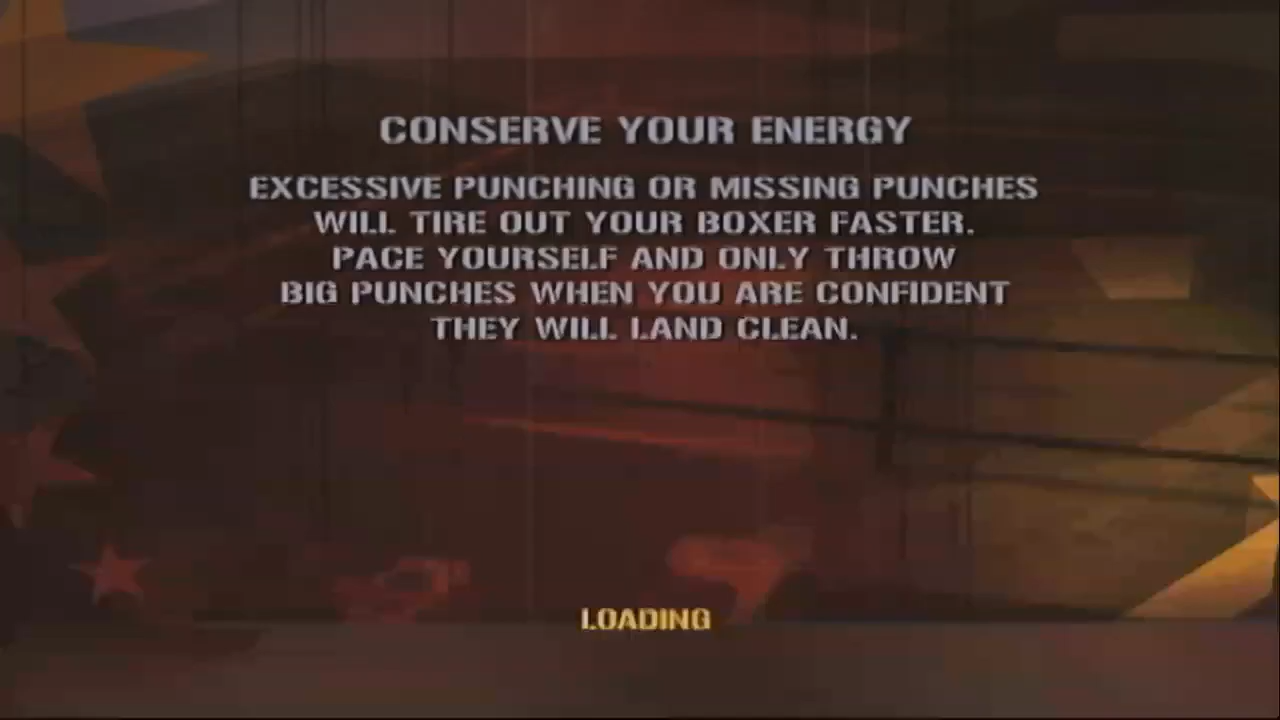 CONSERVE YOUR ENERGY
EXCESSIVE PUNCHING OR MISSING PUNCHES
WILL TIRE OUT YOUR BOXER FASTER.
PACE YOURSELF AND ONLY THROW
BIG PUNCHES WHEN YOU ARE CONFIDENT
THEY WILL LAND CLEAN.
LOADING